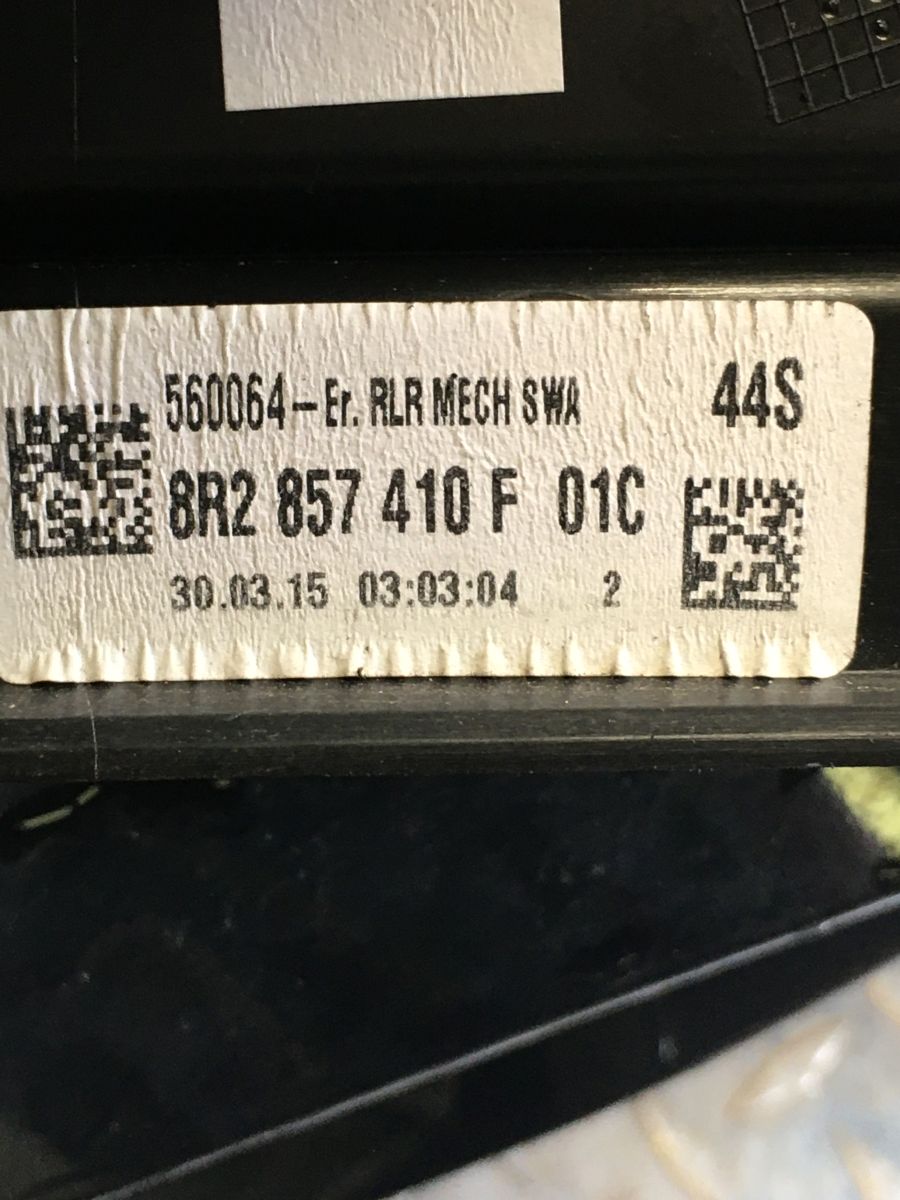 560064-Er. RLR MECH SWA 44S
8R2 857 410 F 01C
30.03.15 03:03:04 2